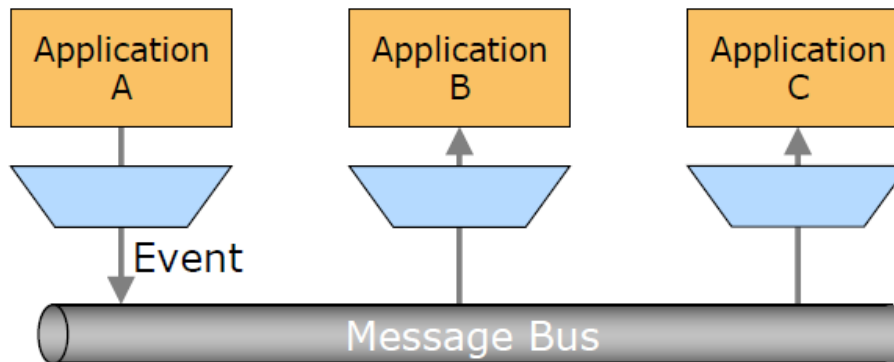 Application
A
Application
B
Application
C
Event
Message Bus